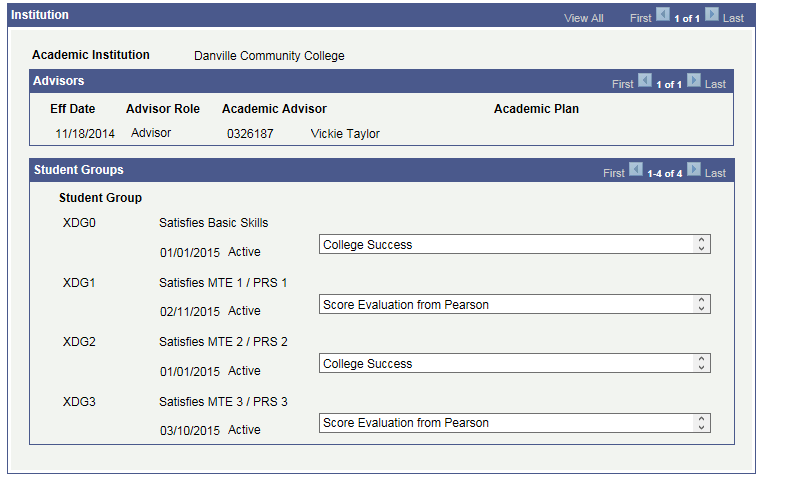 Institution View All First 1 of 1 Last
Academic Institution Danville Community College
Advisors First 1 of 1 Last
Eff Date Advisor Role Academic Advisor Academic Plan
11/18/2014 Advisor 0326187 Vickie Taylor
Student Groups First 1-4 of 4 Last
Student Group
XDG0 Satisfies Basic Skills
01/01/2015 Active College Success
XDG1 Satisfies MTE 1 / PRS 1
02/11/2015 Active Score Evaluation from Pearson
XDG2 Satisfies MTE 2 / PRS 2
01/01/2015 Active College Success
XDG3 Satisfies MTE 3 / PRS 3
03/10/2015 Active Score Evaluation from Pearson